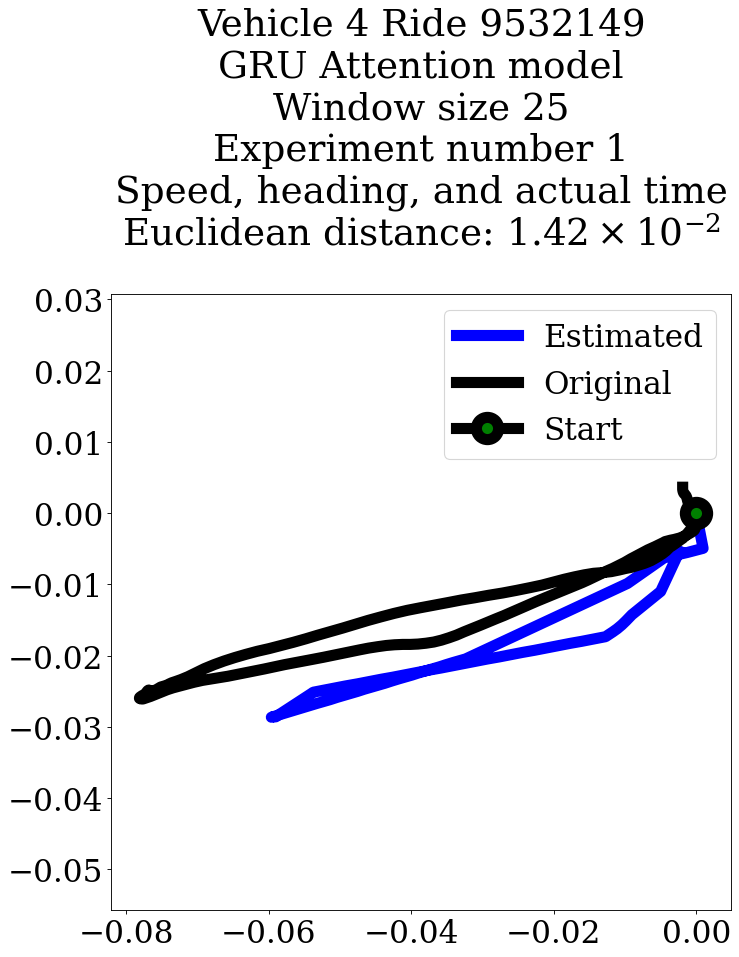 Vehicle 4 Ride 9532149
GRU Attention model
Window size 25
Experiment number 1
Speed, heading, and actual time
Euclidean distance: 1.42 × 10⁻²
0.03
0.02
0.01
0.00
−0.01
−0.02
−0.03
−0.04
−0.05
Estimated
Original
Start
−0.08 −0.06 −0.04 −0.02 0.00